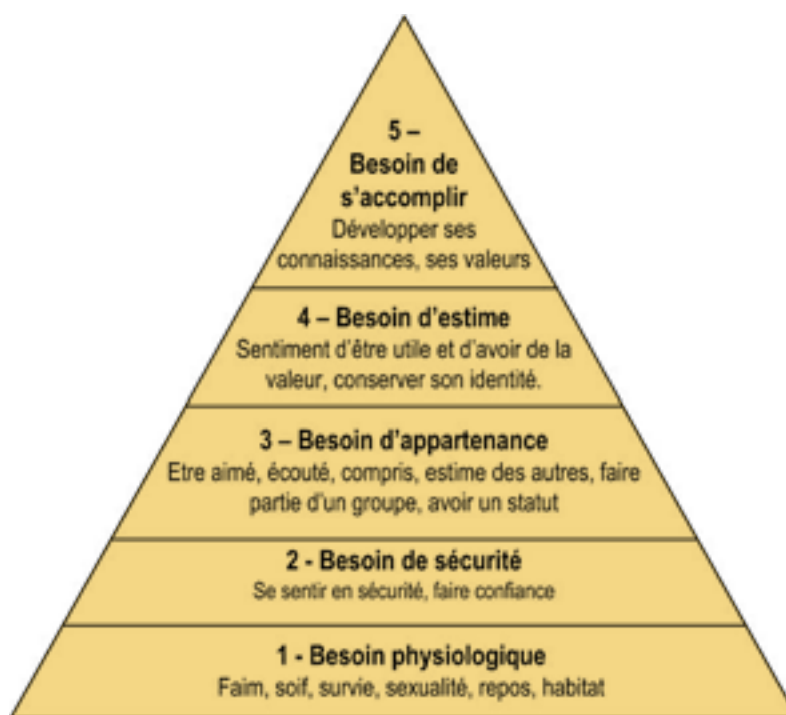 5 –
Besoin de
s’accomplir
Développer ses
connaissances, ses valeurs
4 – Besoin d’estime
Sentiment d’être utile et d’avoir de la
valeur, conserver son identité.
3 – Besoin d’appartenance
Etre aimé, écouté, compris, estime des autres, faire
partie d’un groupe, avoir un statut
2 - Besoin de sécurité
Se sentir en sécurité, faire confiance
1 - Besoin physiologique
Faim, soif, survie, sexualité, repos, habitat